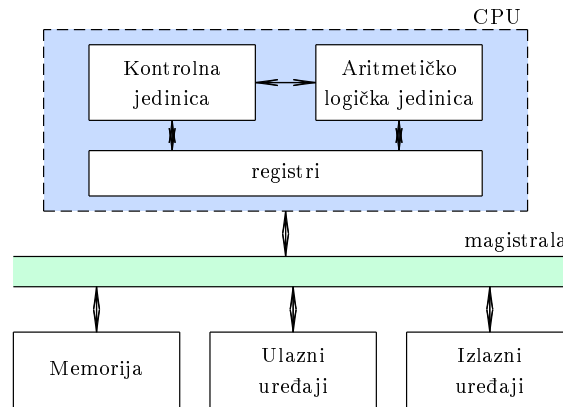 CPU
Kontrolna
jedinica
Aritmetičko
logička jedinica
registri
magistrala
Memorija
Ulazni
uređaji
Izlazni
uređaji